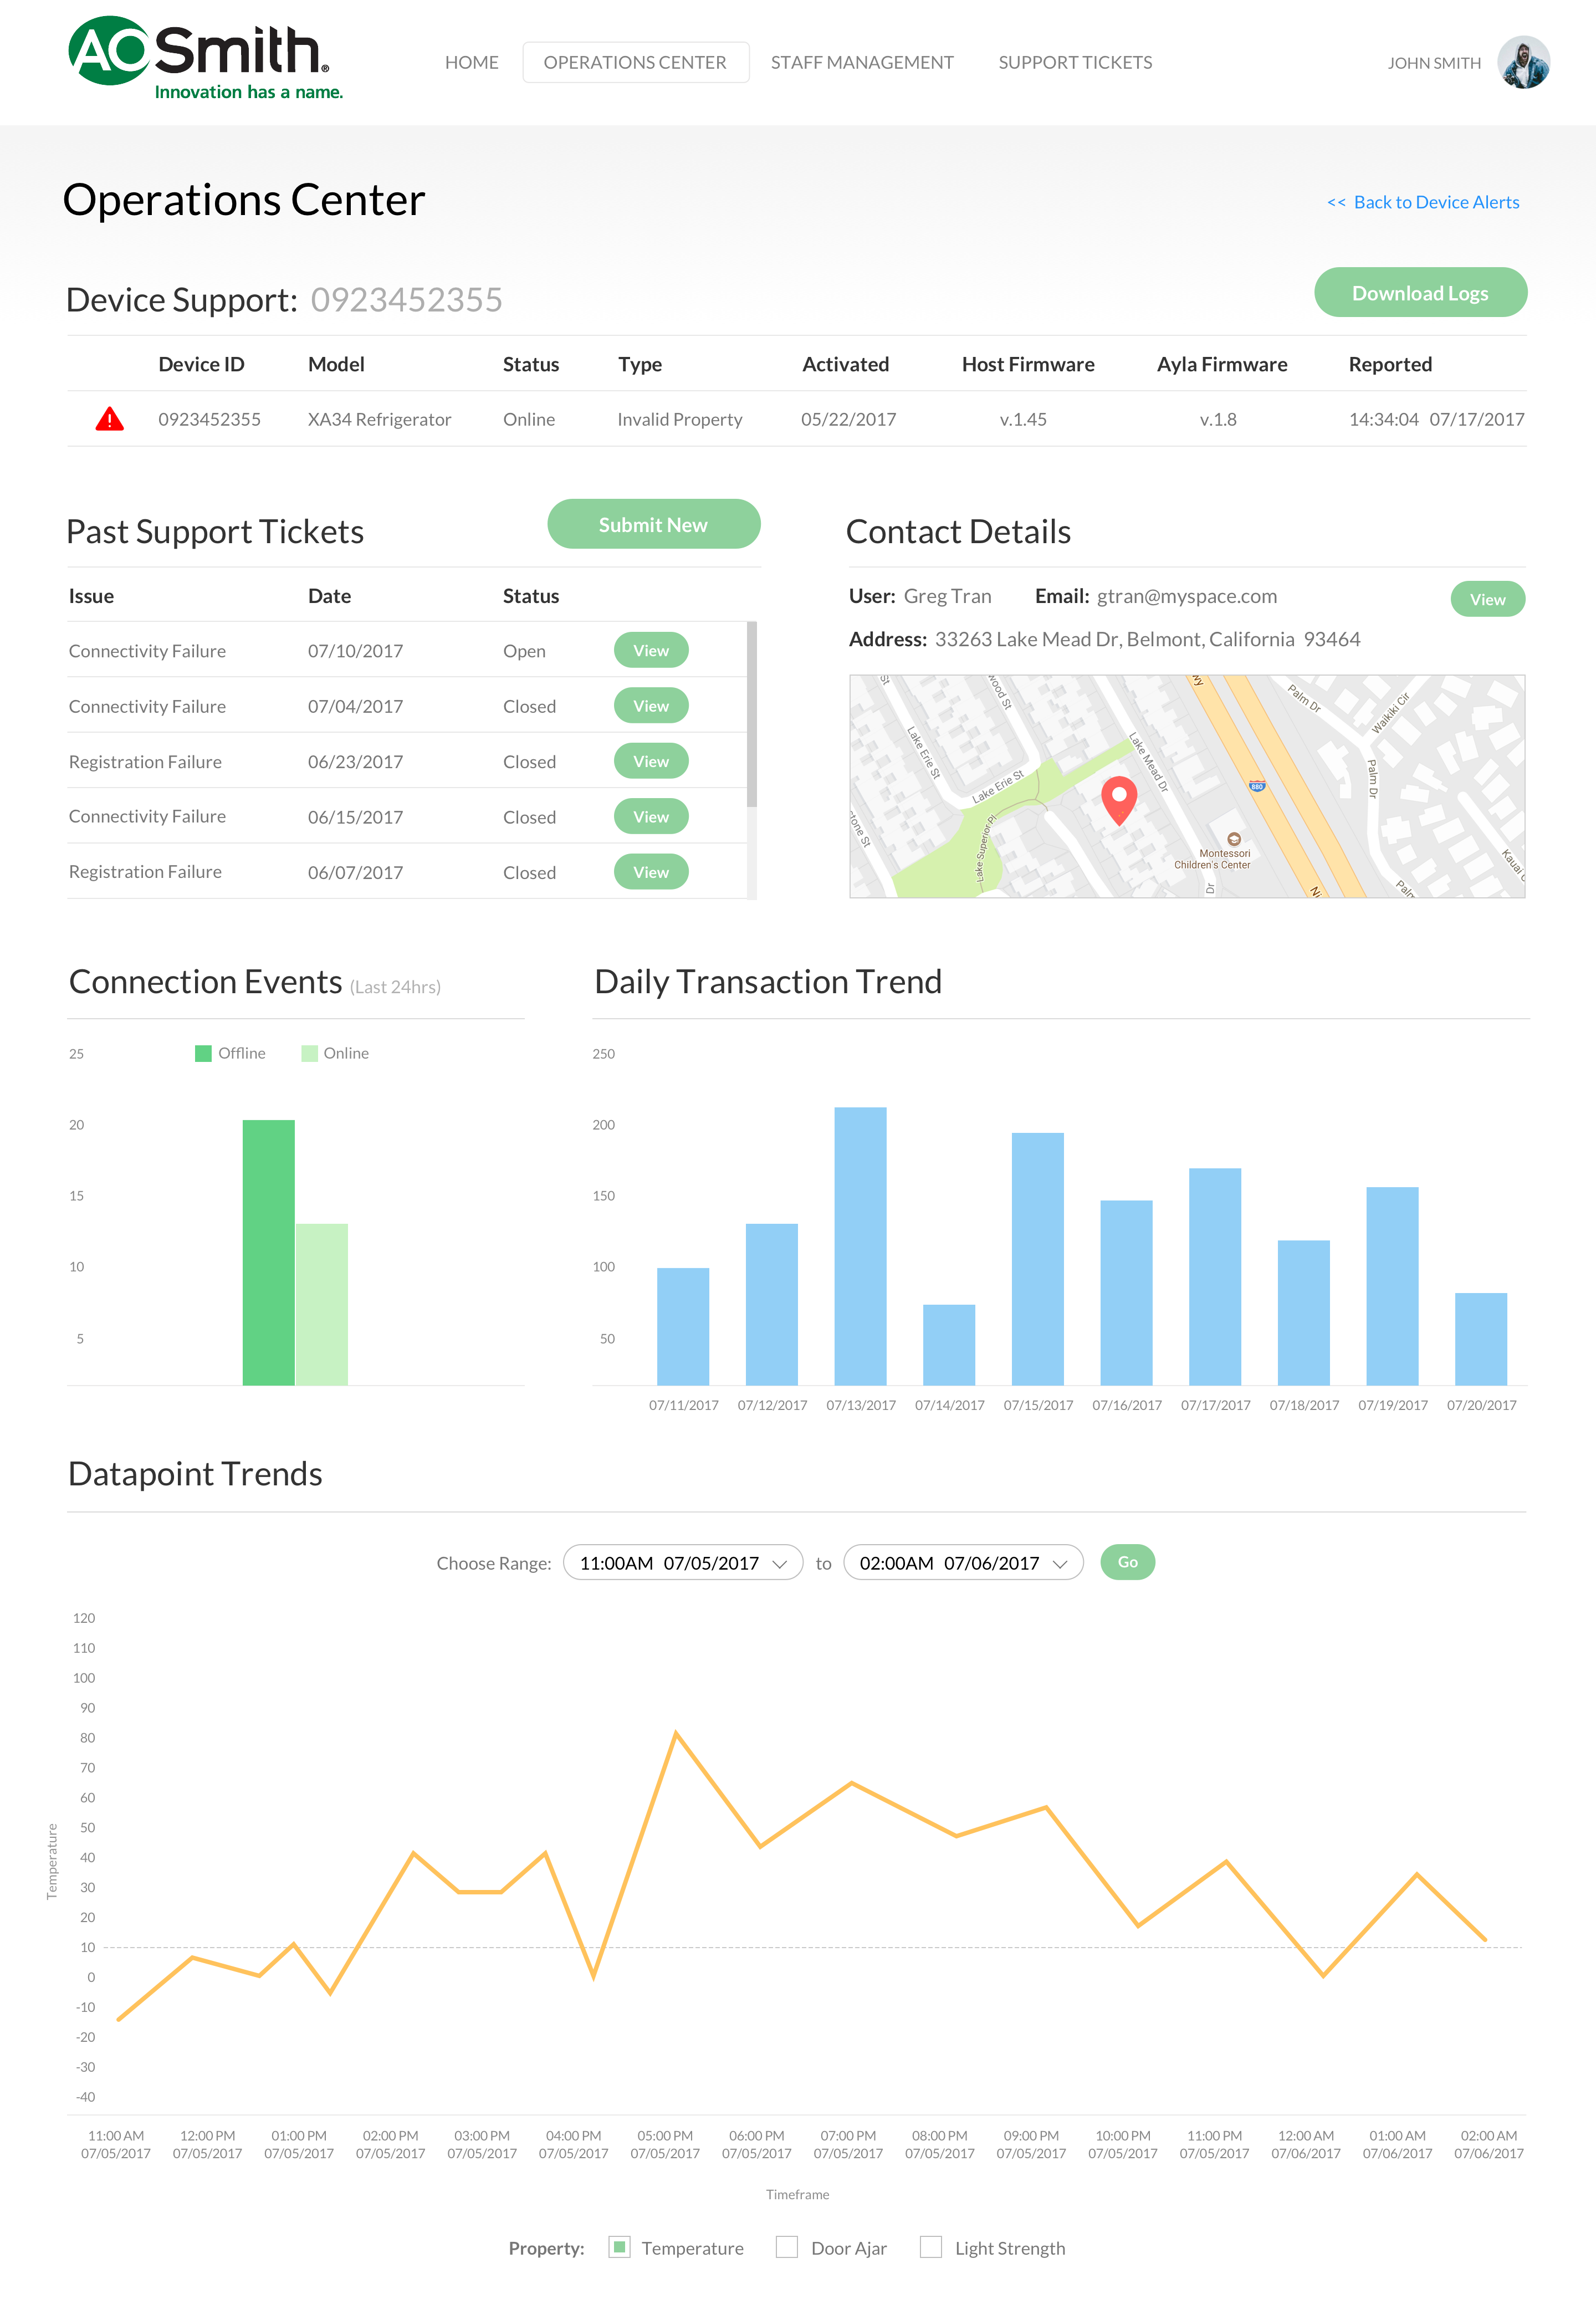 AOSmith®
Innovation has a name.
HOME OPERATIONS CENTER STAFF MANAGEMENT SUPPORT TICKETS JOHN SMITH
Operations Center
<< Back to Device Alerts
Device Support: 0923452355
Download Logs
Device ID Model Status Type Activated Host Firmware Ayla Firmware Reported
0923452355 XA34 Refrigerator Online Invalid Property 05/22/2017 v.1.45 v.1.8 14:34:04 07/17/2017
Past Support Tickets
Submit New
Issue Date Status
Connectivity Failure 07/10/2017 Open View
Connectivity Failure 07/04/2017 Closed View
Registration Failure 06/23/2017 Closed View
Connectivity Failure 06/15/2017 Closed View
Registration Failure 06/07/2017 Closed View
Contact Details
User: Greg Tran Email: gtran@myspace.com View
Address: 33263 Lake Mead Dr, Belmont, California 93464
St
wood St
wy
Palm Dr
Waikiki Cir
Lake Erie St
Lake Mead Dr
Lake Erie St
Palm Dr
880
tone St
Lake Superior Pl
Montessori
Children's Center
Kauai C
Dr
Ni
Palm
Connection Events (Last 24hrs)
Offline Online
25
20
15
10
5
Daily Transaction Trend
250
200
150
100
50
07/11/2017 07/12/2017 07/13/2017 07/14/2017 07/15/2017 07/16/2017 07/17/2017 07/18/2017 07/19/2017 07/20/2017
Datapoint Trends
Choose Range: 11:00AM 07/05/2017 to 02:00AM 07/06/2017 Go
120
110
100
90
80
70
60
50
40
30
20
10
0
-10
-20
-30
-40
Temperature
11:00 AM 12:00 PM 01:00 PM 02:00 PM 03:00 PM 04:00 PM 05:00 PM 06:00 PM 07:00 PM 08:00 PM 09:00 PM 10:00 PM 11:00 PM 12:00 AM 01:00 AM 02:00 AM
07/05/2017 07/05/2017 07/05/2017 07/05/2017 07/05/2017 07/05/2017 07/05/2017 07/05/2017 07/05/2017 07/05/2017 07/05/2017 07/05/2017 07/05/2017 07/06/2017 07/06/2017 07/06/2017
Timeframe
Property: Temperature Door Ajar Light Strength